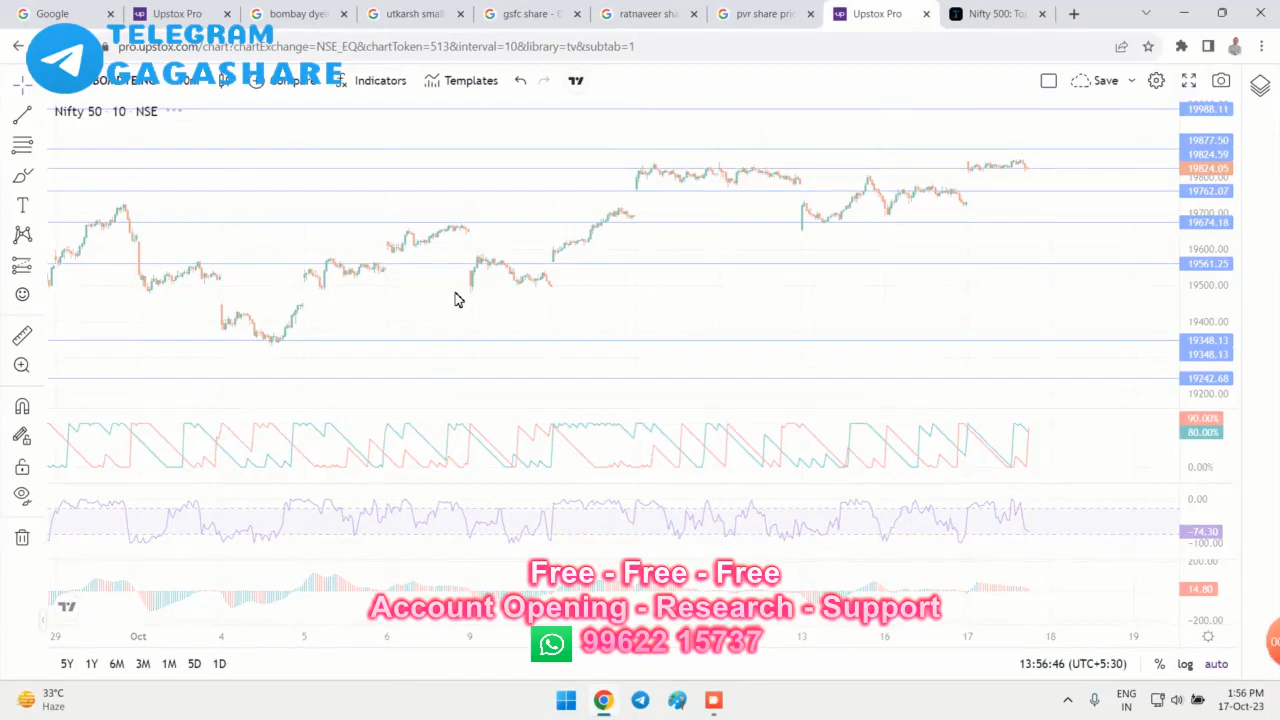 Google
Upstox Pro
bombay dyei
utkarsh small
gsfc share - G
ratnaveer sha
pvr share pric
Upstox Pro
Nifty 500: Top
TELEGRAM
GAGASHARE
pro.upstox.com/chart?chartExchange=NSE_EQ&chartToken=513&interval=10&library=tv&subtab=1
Indicators
Templates
Save
Nifty 50 · 10 · NSE
19988.11
19877.50
19824.59
19824.05
19800.00
19762.07
19700.00
19674.18
19600.00
19561.25
19500.00
19400.00
19348.13
19348.13
19242.68
19200.00
90.00%
80.00%
0.00%
0.00
-74.30
-100.00
200.00
14.80
-200.00
Free - Free - Free
Account Opening - Research - Support
99622 15737
29 Oct 4 5 6 9 13 16 17 18 19
5Y 1Y 6M 3M 1M 5D 1D
13:56:46 (UTC+5:30) % log auto
33°C
Haze
ENG
IN
1:56 PM
17-Oct-23